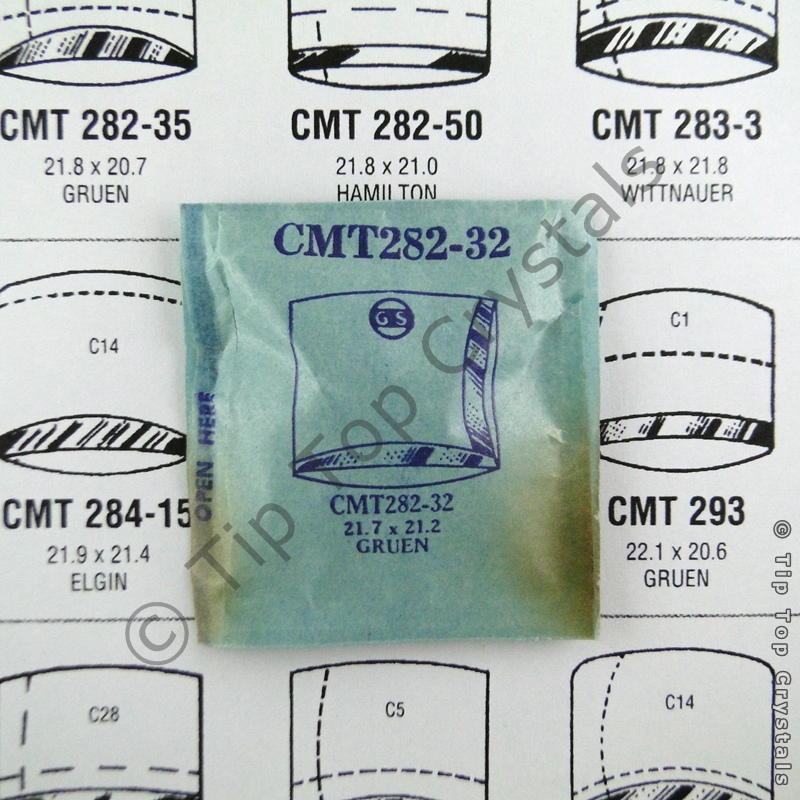 CMT 282-35
21.8 x 20.7
GRUEN
CMT 282-50
21.8 x 21.0
HAMILTON
CMT 283-3
21.8 x 21.8
WITTNAUER
C14
CMT 284-15
21.9 x 21.4
ELGIN
CMT282-32
GS
OPEN HERE
CMT282-32
21.7 x 21.2
GRUEN
C1
CMT 293
22.1 x 20.6
GRUEN
C28
C5
C14
© Tip Top Crystals
© Tip Top Crystals